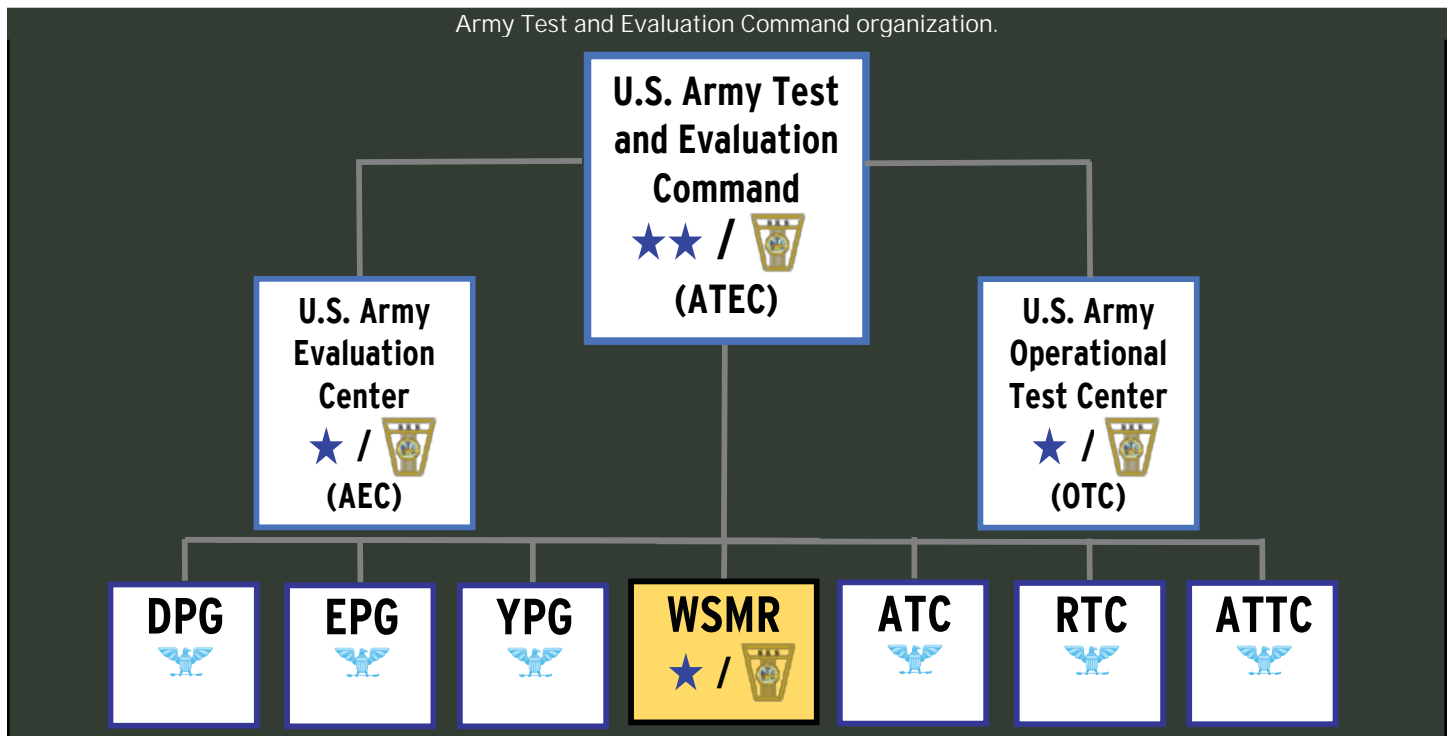 Army Test and Evaluation Command organization.
U.S. Army Test
and Evaluation
Command
/
(ATEC)
U.S. Army
Evaluation
Center
/
(AEC)
U.S. Army
Operational
Test Center
/
(OTC)
DPG
EPG
YPG
WSMR
/
ATC
RTC
ATTC